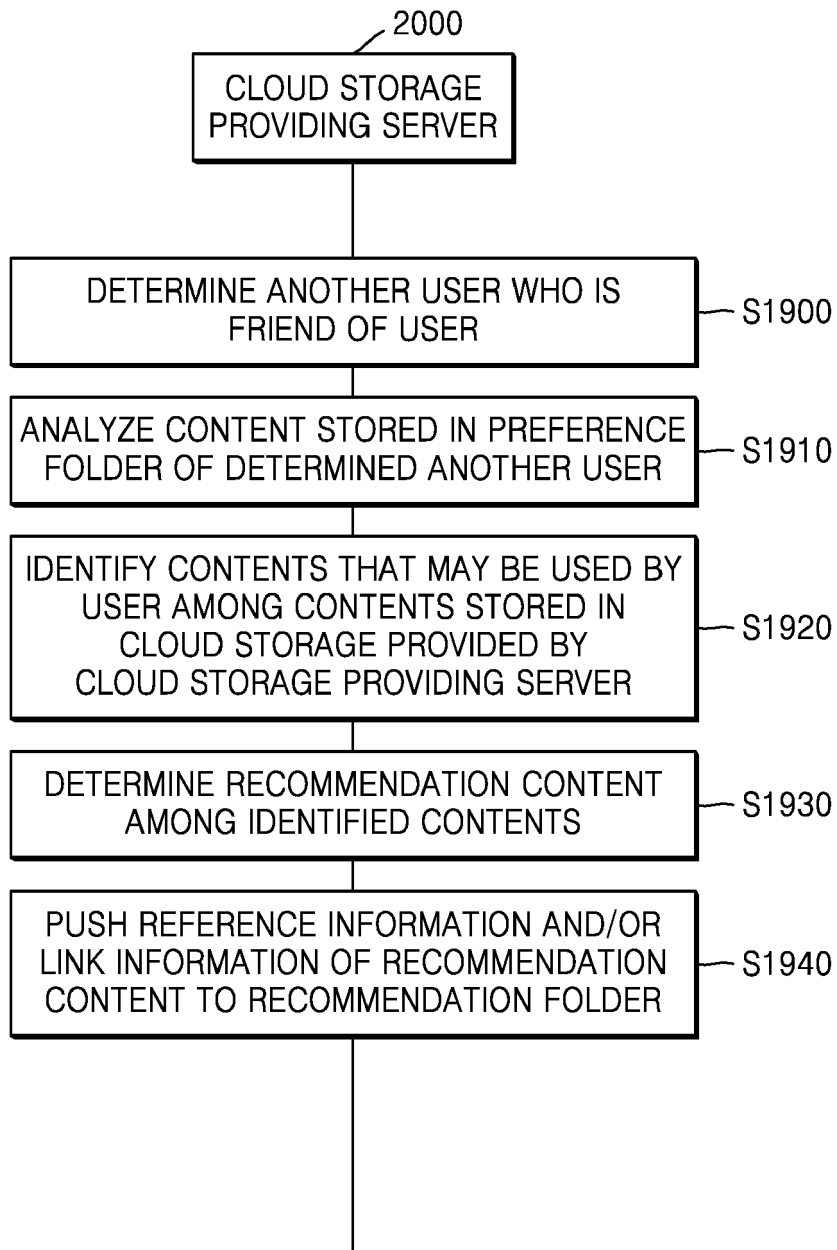 2000
CLOUD STORAGE
PROVIDING SERVER
DETERMINE ANOTHER USER WHO IS
FRIEND OF USER
S1900
ANALYZE CONTENT STORED IN PREFERENCE
FOLDER OF DETERMINED ANOTHER USER
S1910
IDENTIFY CONTENTS THAT MAY BE USED BY
USER AMONG CONTENTS STORED IN
CLOUD STORAGE PROVIDED BY
CLOUD STORAGE PROVIDING SERVER
S1920
DETERMINE RECOMMENDATION CONTENT
AMONG IDENTIFIED CONTENTS
S1930
PUSH REFERENCE INFORMATION AND/OR
LINK INFORMATION OF RECOMMENDATION
CONTENT TO RECOMMENDATION FOLDER
S1940